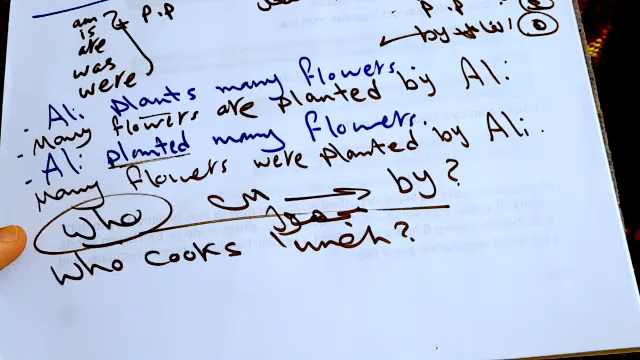 am
is
are
was
were
+ p.p
p.p
by
- Ali plants many flowers.
Many flowers are planted by Ali.
- Ali planted many flowers.
Many flowers were planted by Ali.
who → by?
who cooks lunch?